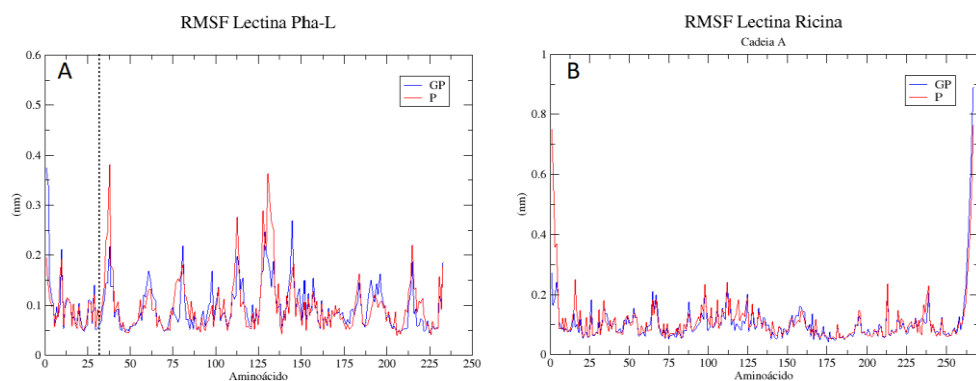 RMSF Lectina Pha-L
A
GP
P
(nm)
0.6
0.5
0.4
0.3
0.2
0.1
0
0 25 50 75 100 125 150 175 200 225 250
Aminoácido
RMSF Lectina Ricina
Cadeia A
B
GP
P
(nm)
1
0.8
0.6
0.4
0.2
0
0 25 50 75 100 125 150 175 200 225 250
Aminoácido